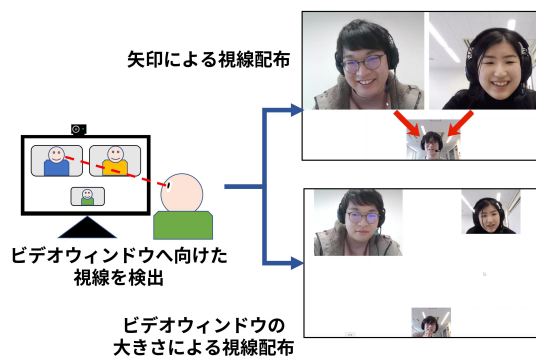 矢印による視線配布
ビデオウィンドウへ向けた
視線を検出
ビデオウィンドウの
大きさによる視線配布